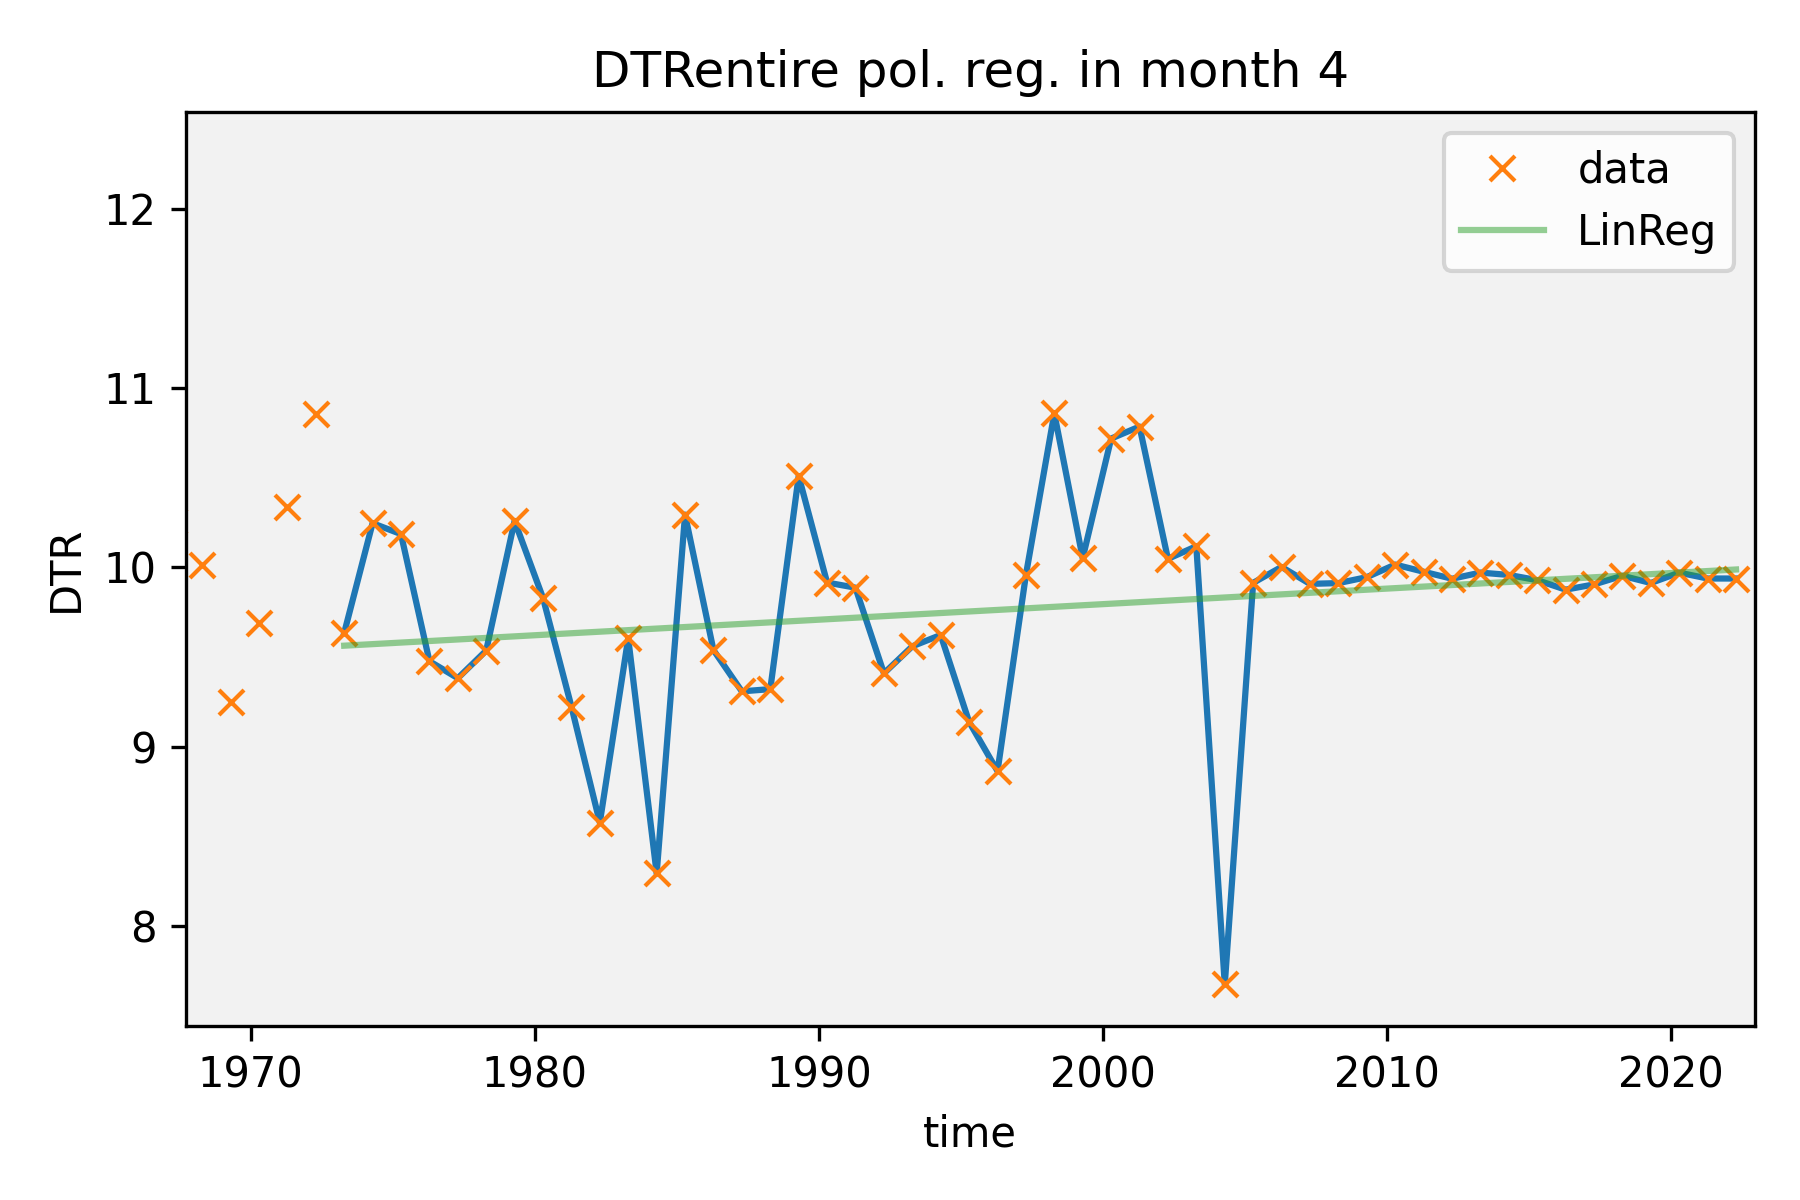 DTRentire pol. reg. in month 4
data
LinReg
12
11
10
9
8
DTR
1970 1980 1990 2000 2010 2020
time